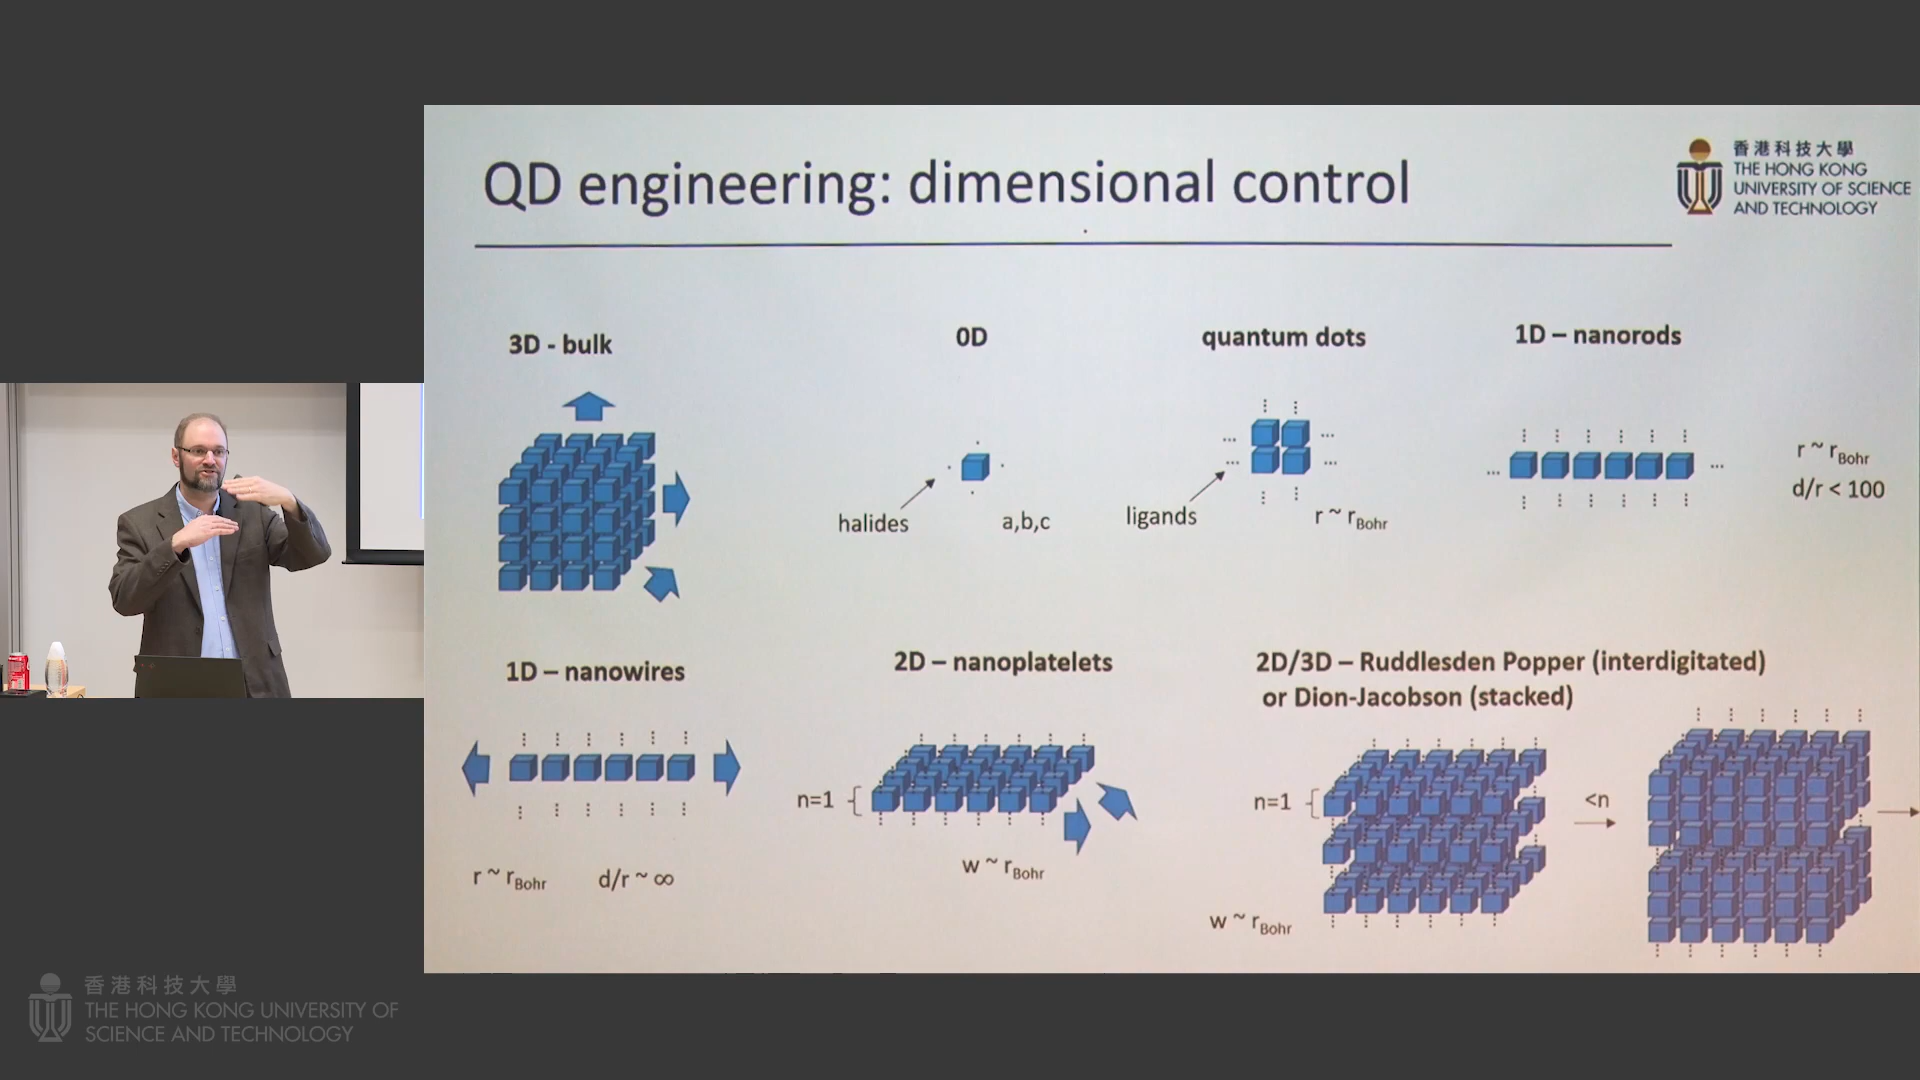 QD engineering: dimensional control
香港科技大學
THE HONG KONG
UNIVERSITY OF SCIENCE
AND TECHNOLOGY
3D - bulk
0D
halides
a,b,c
quantum dots
ligands
r ~ rBohr
1D – nanorods
r ~ rBohr
d/r < 100
1D – nanowires
r ~ rBohr
d/r ~ ∞
2D – nanoplatelets
n=1
w ~ rBohr
2D/3D – Ruddlesden Popper (interdigitated)
or Dion-Jacobson (stacked)
n=1
<n
w ~ rBohr
香港科技大學
THE HONG KONG UNIVERSITY OF
SCIENCE AND TECHNOLOGY